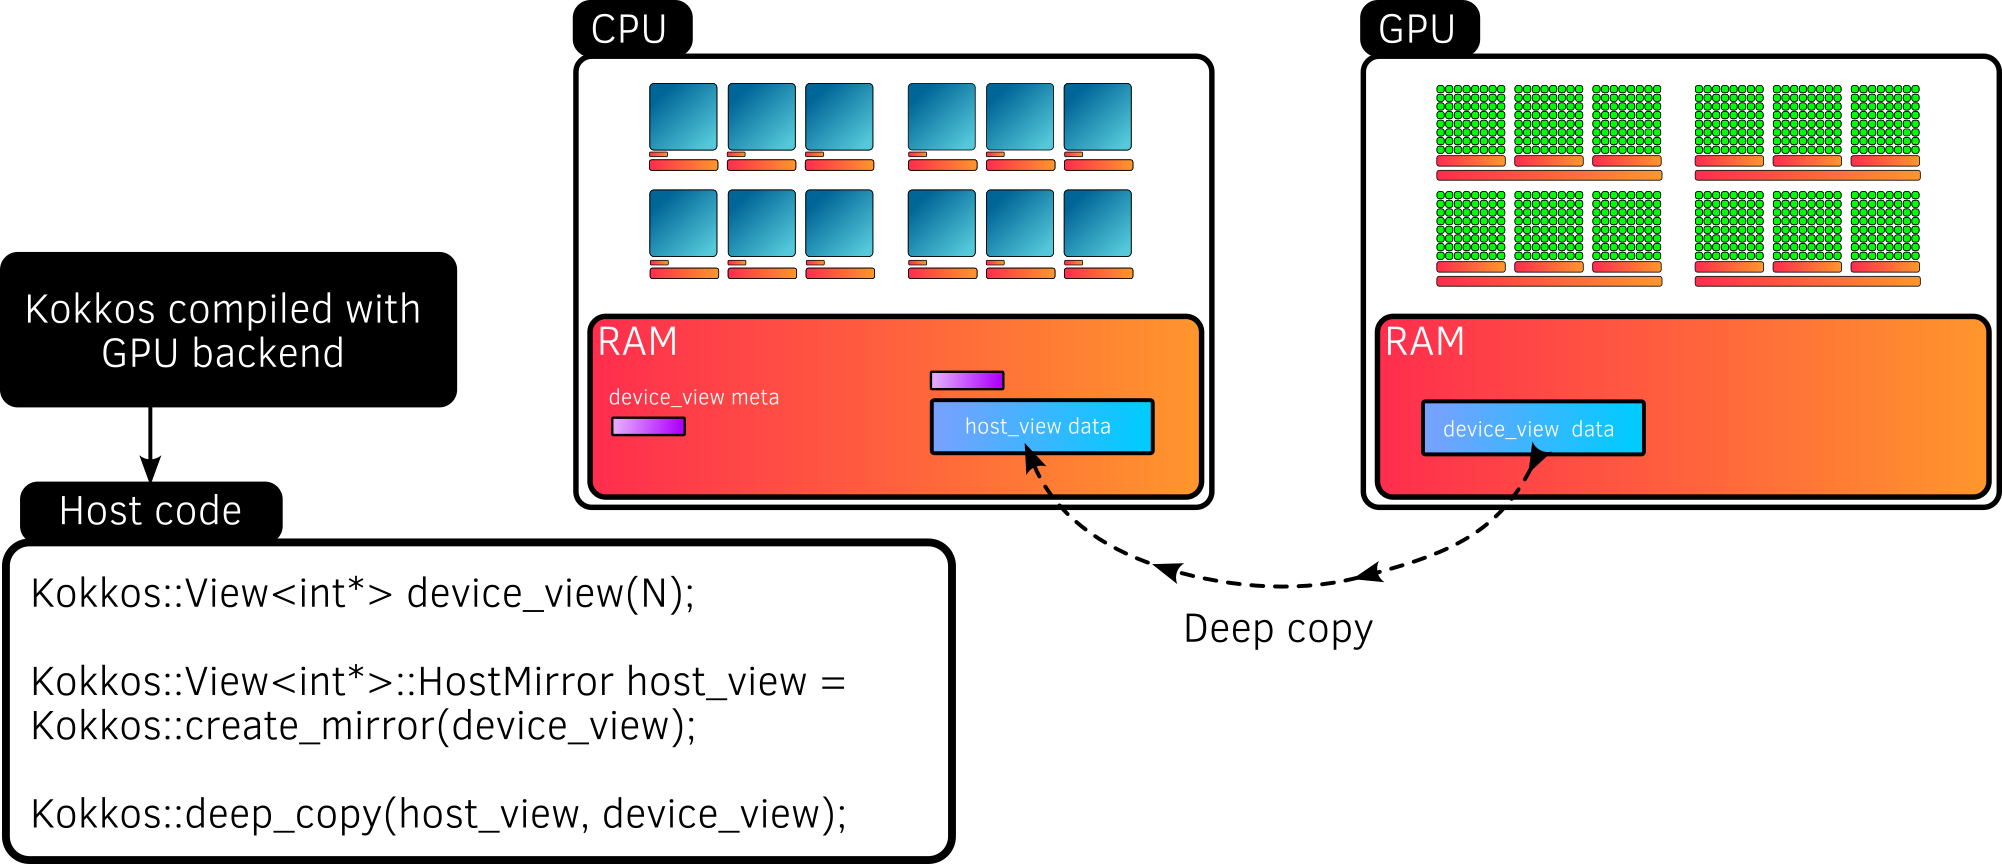 CPU
GPU
RAM
device_view meta
host_view data
RAM
device_view  data
Kokkos compiled with
GPU backend
Host code
Kokkos::View<int*> device_view(N);
Kokkos::View<int*>::HostMirror host_view =
Kokkos::create_mirror(device_view);
Kokkos::deep_copy(host_view, device_view);
Deep copy